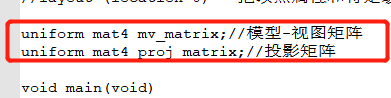 uniform mat4 mv_matrix;//模型-视图矩阵
uniform mat4 proj_matrix;//投影矩阵
void main(void)